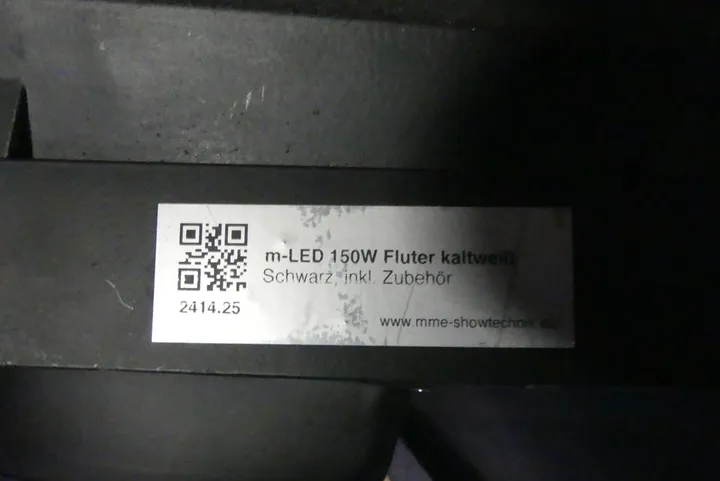 m-LED 150W Fluter kaltweiß
Schwarz, inkl. Zubehör
2414.25
www.mme-showtechnik.de